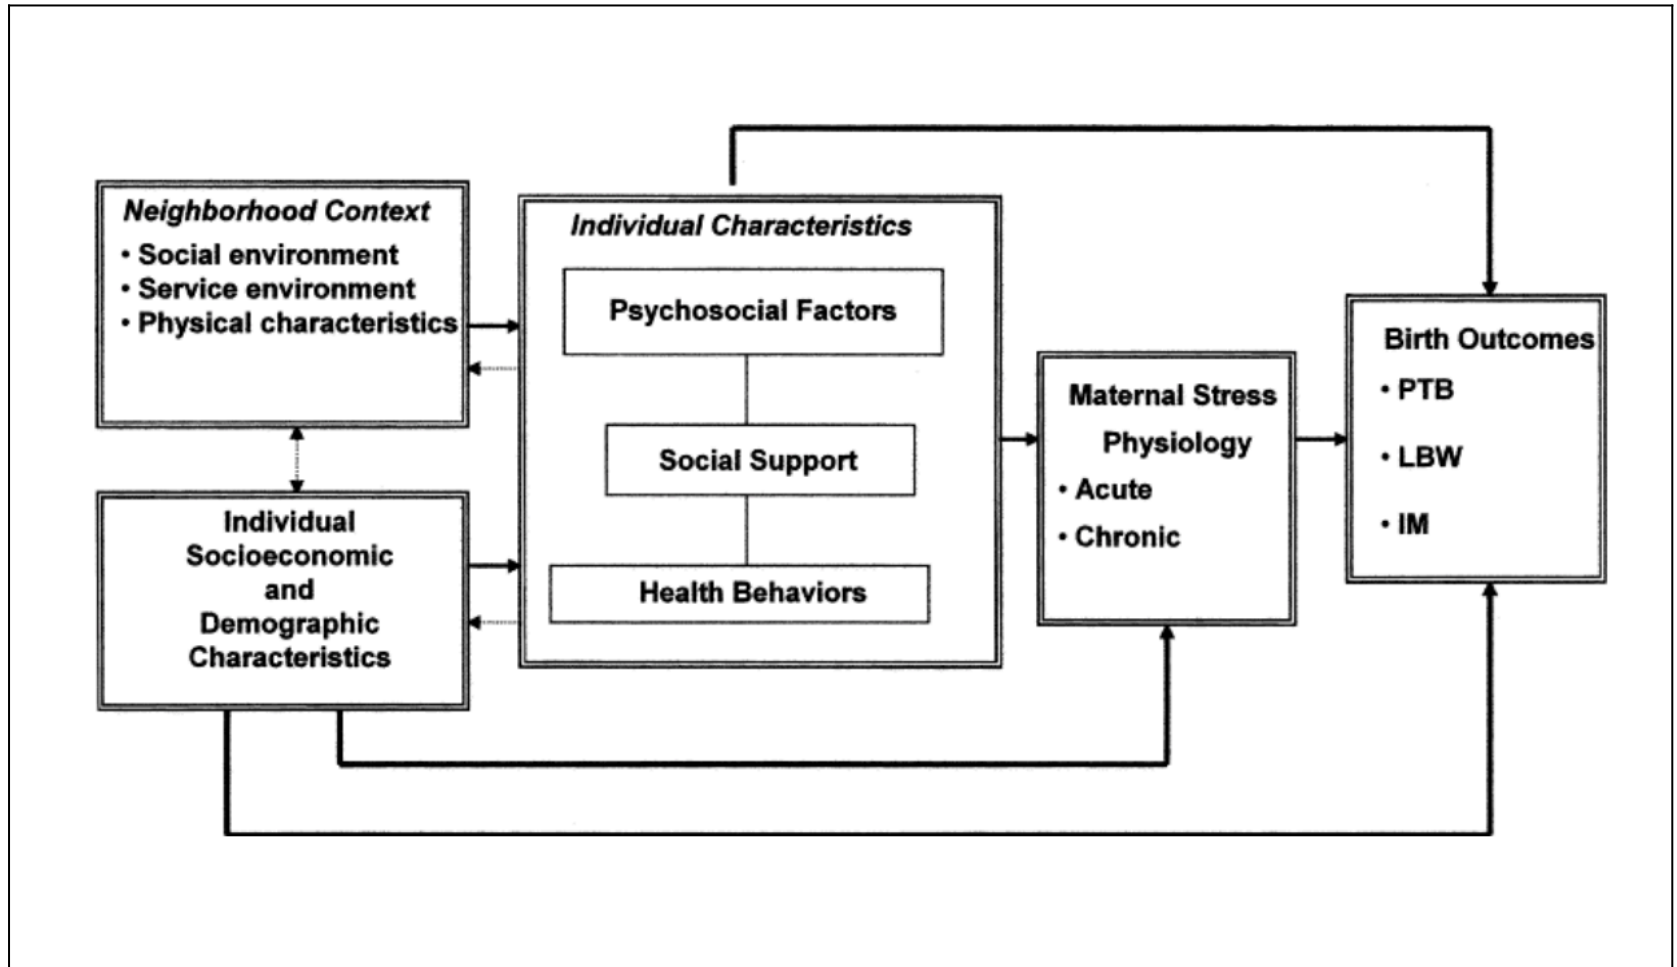 Neighborhood Context
• Social environment
• Service environment
• Physical characteristics
Individual
Socioeconomic
and
Demographic
Characteristics
Individual Characteristics
Psychosocial Factors
Social Support
Health Behaviors
Maternal Stress
Physiology
• Acute
• Chronic
Birth Outcomes
• PTB
• LBW
• IM